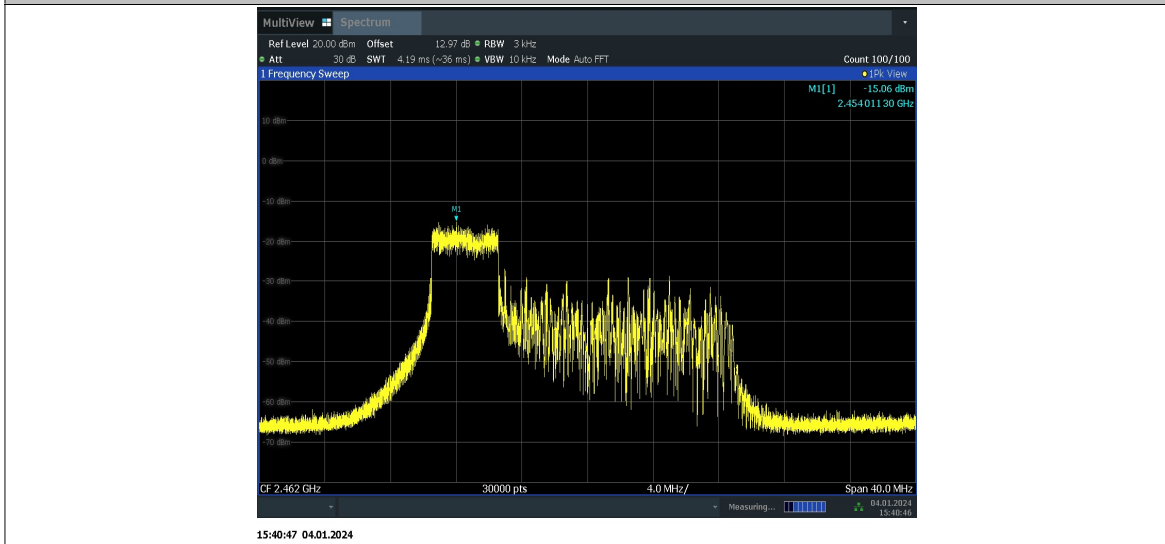 MultiView Spectrum
Ref Level 20.00 dBm Offset 12.97 dB RBW 3 kHz
Att 30 dB SWT 4.19 ms (~36 ms) VBW 10 kHz Mode Auto FFT Count 100/100
1 Frequency Sweep 1Pk View
M1[1] -15.06 dBm
2.454 011 30 GHz
10 dBm
0 dBm
-10 dBm
M1
-20 dBm
-30 dBm
-40 dBm
-50 dBm
-60 dBm
-70 dBm
CF 2.462 GHz 30000 pts 4.0 MHz/ Span 40.0 MHz
Measuring... 04.01.2024
15:40:46
15:40:47 04.01.2024